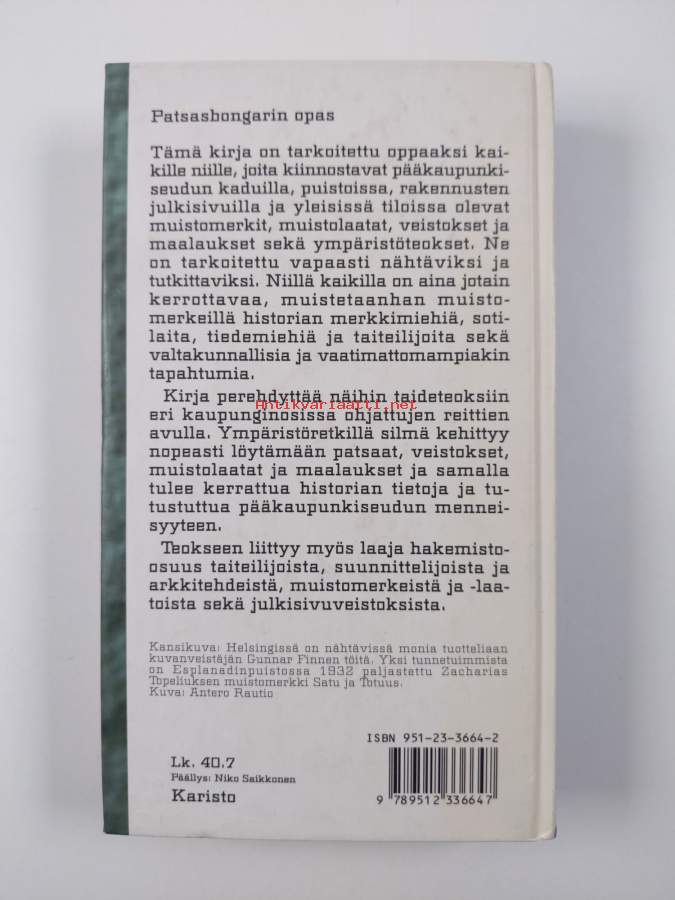 Patsasbongarin opas
Tämä kirja on tarkoitettu oppaaksi kai-
kille niille, joita kiinnostavat pääkaupunki-
seudun kaduilla, puistoissa, rakennusten
julkisivuilla ja yleisissä tiloissa olevat
muistomerkit, muistolaatat, veistokset ja
maalaukset sekä ympäristöteokset. Ne
on tarkoitettu vapaasti nähtäviksi ja
tutkittaviksi. Niillä kaikilla on aina jotain
kerrottavaa, muistetaanhan muisto-
merkeillä historian merkkimiehiä, soti-
laita, tiedemiehiä ja taiteilijoita sekä
valtakunnallisia ja vaatimattomampiakin
tapahtumia.
Kirja perehdyttää näihin taideteoksiin
Antikvariaatti.net
eri kaupunginosissa ohjattujen reittien
avulla. Ympäristöretkillä silmä kehittyy
nopeasti löytämään patsaat, veistokset,
muistolaatat ja maalaukset ja samalla
tulee kerrattua historian tietoja ja tu-
tustuttua pääkaupunkiseudun mennei-
syyteen.
Teokseen liittyy myös laaja hakemisto-
osuus taiteilijoista, suunnittelijoista ja
arkkitehdeistä, muistomerkeistä ja -laa-
toista sekä julkisivuveistoksista.
Kansikuva: Helsingissä on nähtävissä monia tuotteliaan
kuvanveistäjän Gunnar Finnen töitä. Yksi tunnetuimmista
on Esplanadinpuistossa 1932 paljastettu Zacharias
Topeliuksen muistomerkki Satu ja Totuus.
Kuva: Antero Rautio
ISBN 951-23-3664-2
Lk. 40.7
Päällys: Niko Saikkonen
Karisto
9 789512 336647